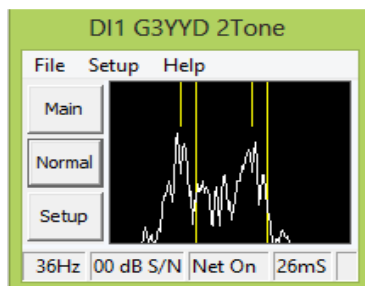 DI1 G3YYD 2Tone
File Setup Help
Main
Normal
Setup
36Hz 00 dB S/N Net On 26mS